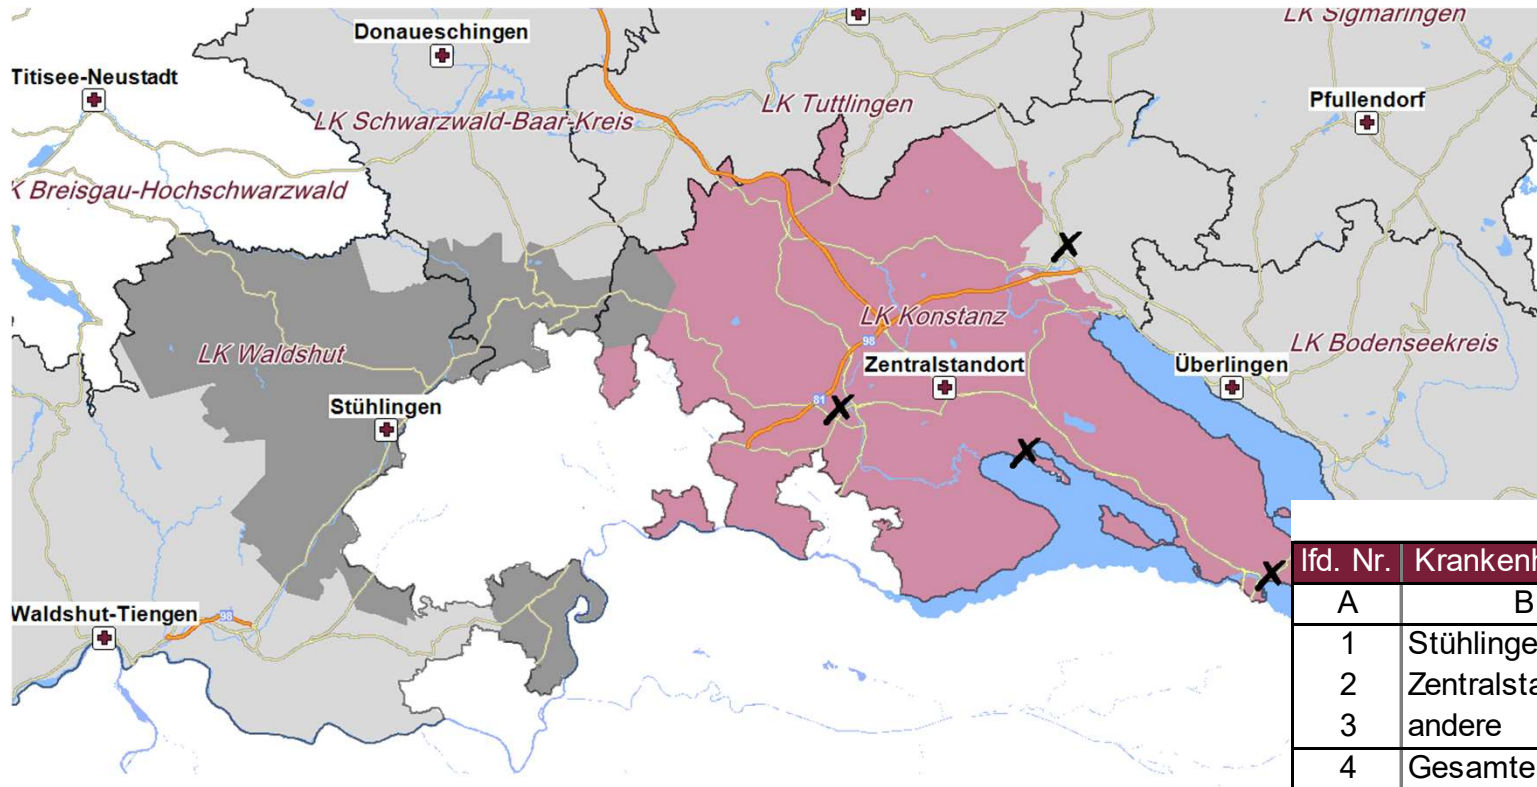 LK Sigmaringen
Donaueschingen
Titisee-Neustadt
Pfullendorf
LK Tuttlingen
LK Schwarzwald-Baar-Kreis
K Breisgau-Hochschwarzwald
LK Konstanz
98
LK Waldshut
LK Bodenseekreis
Zentralstandort
Überlingen
81
Stühlingen
lfd. Nr. Krankenh
A B
1 Stühlinge
2 Zentralsta
3 andere
4 Gesamte
Waldshut-Tiengen
98